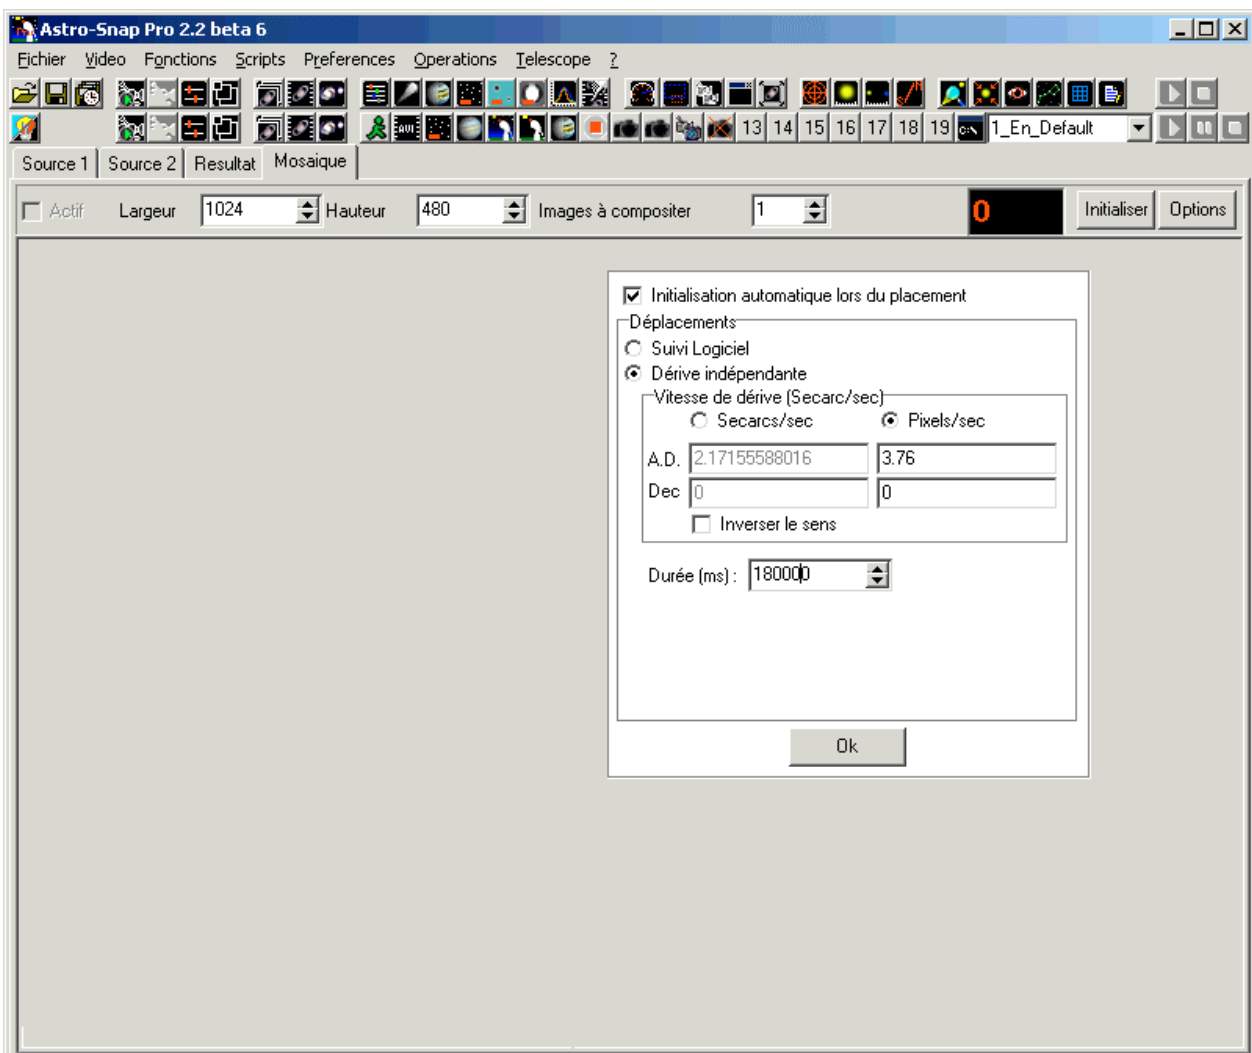 Astro-Snap Pro 2.2 beta 6
Fichier Video Fonctions Scripts Preferences Operations Telescope ?
AVI 13 14 15 16 17 18 19 1_En_Default
Source 1 Source 2 Resultat Mosaique
Actif Largeur 1024 Hauteur 480 Images à compositer 1 0 Initialiser Options
Initialisation automatique lors du placement
Déplacements
Suivi Logiciel
Dérive indépendante
Vitesse de dérive (Secarc/sec)
Secarcs/sec Pixels/sec
A.D. 2.17155588016 3.76
Dec 0 0
Inverser le sens
Durée (ms) : 180000
Ok